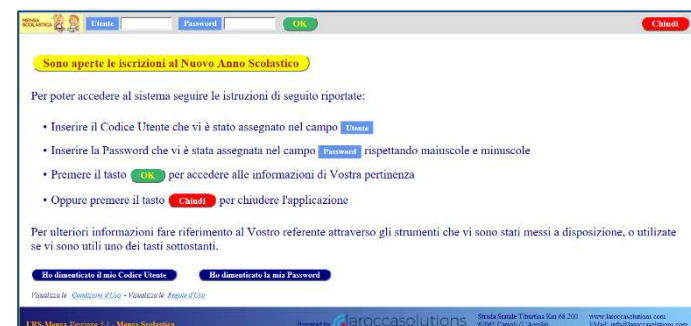 MENSA SCOLASTICA Utente Password OK Chiudi
Sono aperte le iscrizioni al Nuovo Anno Scolastico
Per poter accedere al sistema seguire le istruzioni di seguito riportate:
• Inserire il Codice Utente che vi è stato assegnato nel campo Utente
• Inserire la Password che vi è stata assegnata nel campo Password rispettando maiuscole e minuscole
• Premere il tasto OK per accedere alle informazioni di Vostra pertinenza
• Oppure premere il tasto Chiudi per chiudere l'applicazione
Per ulteriori informazioni fare riferimento al Vostro referente attraverso gli strumenti che vi sono stati messi a disposizione, o utilizate
se vi sono utili uno dei tasti sottostanti.
Ho dimenticato il mio Codice Utente Ho dimenticato la mia Password
Visualizza le Condizioni d'Uso - Visualizza le Regole d'Uso
LRS-Mensa Versione 5.1 - Mensa Scolastica Powered by laroccasolutions Strada Statale Tiburtina Km 68.200 www.laroccasolutions.com
67061 Carsoli (L'Aquila) EMail: info@laroccasolutions.com